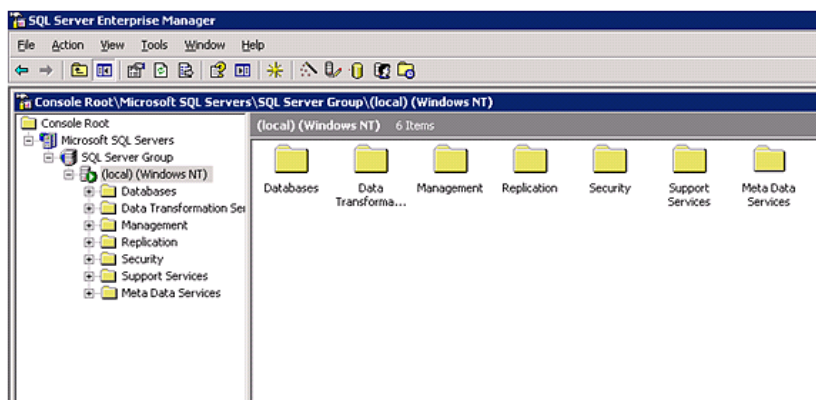 SQL Server Enterprise Manager
File Action View Tools Window Help
Console Root\Microsoft SQL Servers\SQL Server Group\(local) (Windows NT)
Console Root
Microsoft SQL Servers
SQL Server Group
(local) (Windows NT)
Databases
Data Transformation Ser
Management
Replication
Security
Support Services
Meta Data Services
(local) (Windows NT) 6 Items
Databases
Data
Transforma...
Management
Replication
Security
Support
Services
Meta Data
Services